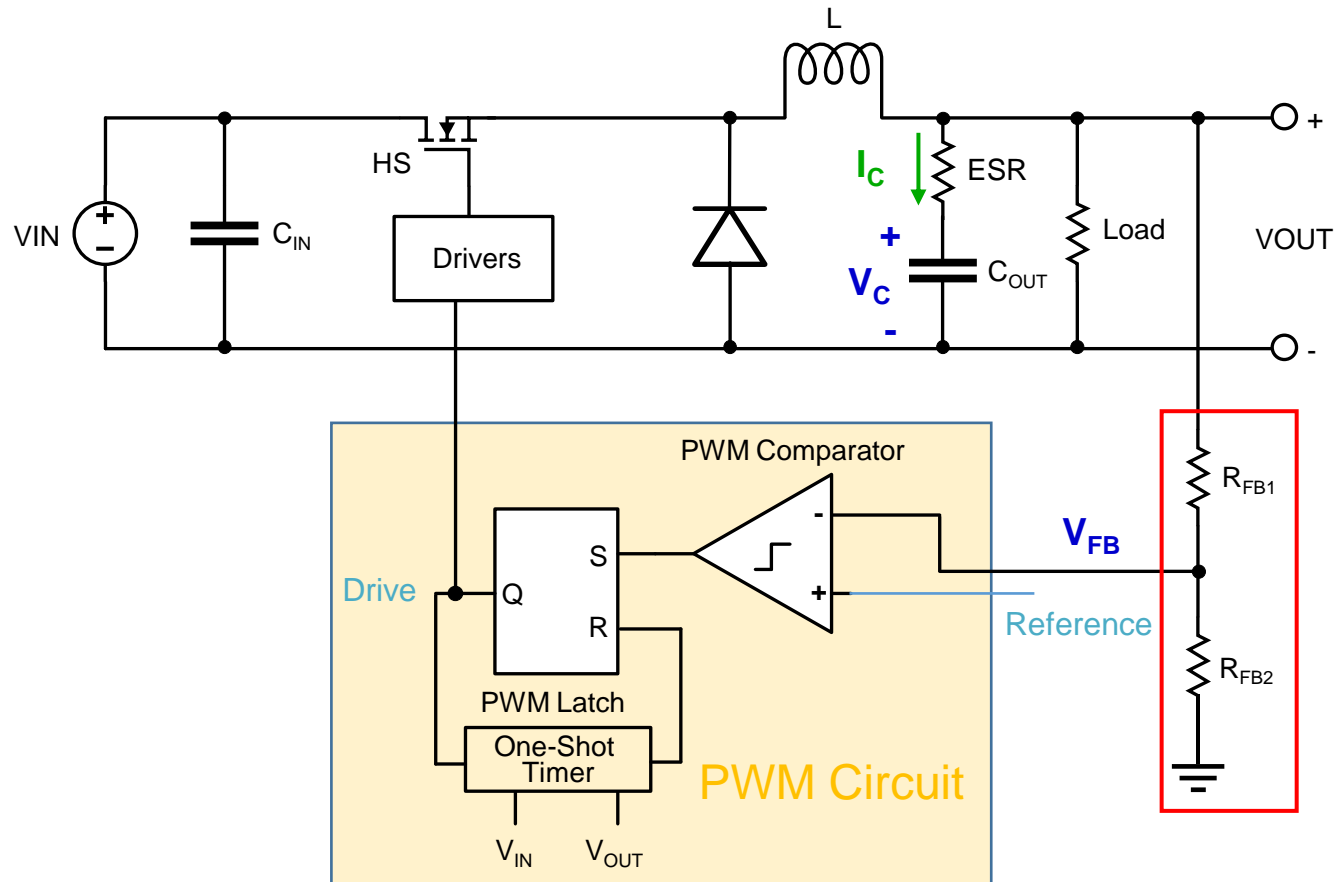 L
HS
I_C
ESR
+
VIN
+
-
C_IN
Drivers
+
V_C
-
C_OUT
Load
VOUT
-
PWM Comparator
R_FB1
-
V_FB
S
Drive
Q
+
Reference
R
R_FB2
PWM Latch
One-Shot
Timer
PWM Circuit
V_IN
V_OUT